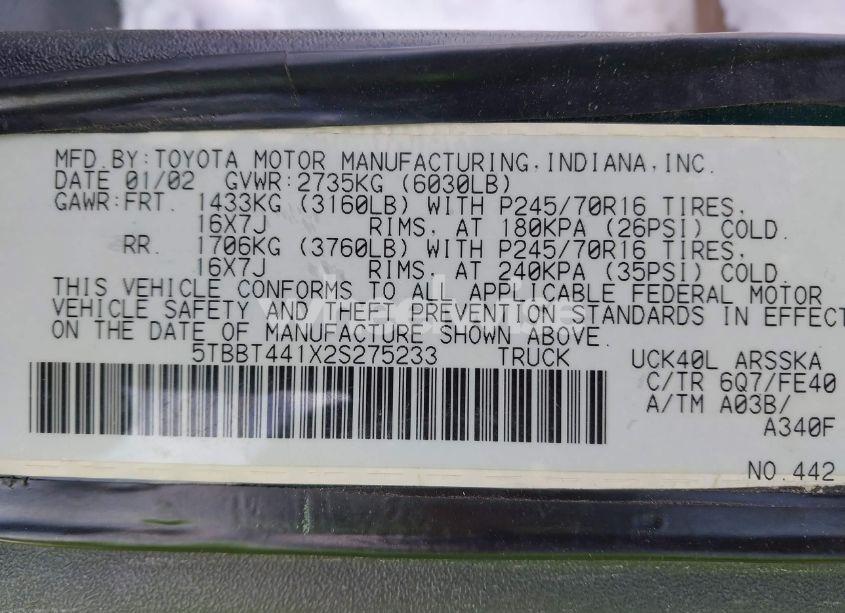 MFD.BY:TOYOTA MOTOR MANUFACTURING,INDIANA,INC.
DATE 01/02 GVWR:2735KG (6030LB)
GAWR:FRT. 1433KG (3160LB) WITH P245/70R16 TIRES,
16X7J RIMS, AT 180KPA (26PSI) COLD.
RR. 1706KG (3760LB) WITH P245/70R16 TIRES,
16X7J RIMS, AT 240KPA (35PSI) COLD.
THIS VEHICLE CONFORMS TO ALL APPLICABLE FEDERAL MOTOR
VEHICLE SAFETY AND THEFT PREVENTION STANDARDS IN EFFECT
ON THE DATE OF MANUFACTURE SHOWN ABOVE.
5TBBT441X2S275233 TRUCK UCK40L ARSSKA
C/TR 6Q7/FE40
A/TM A03B/
A340F
NO.442